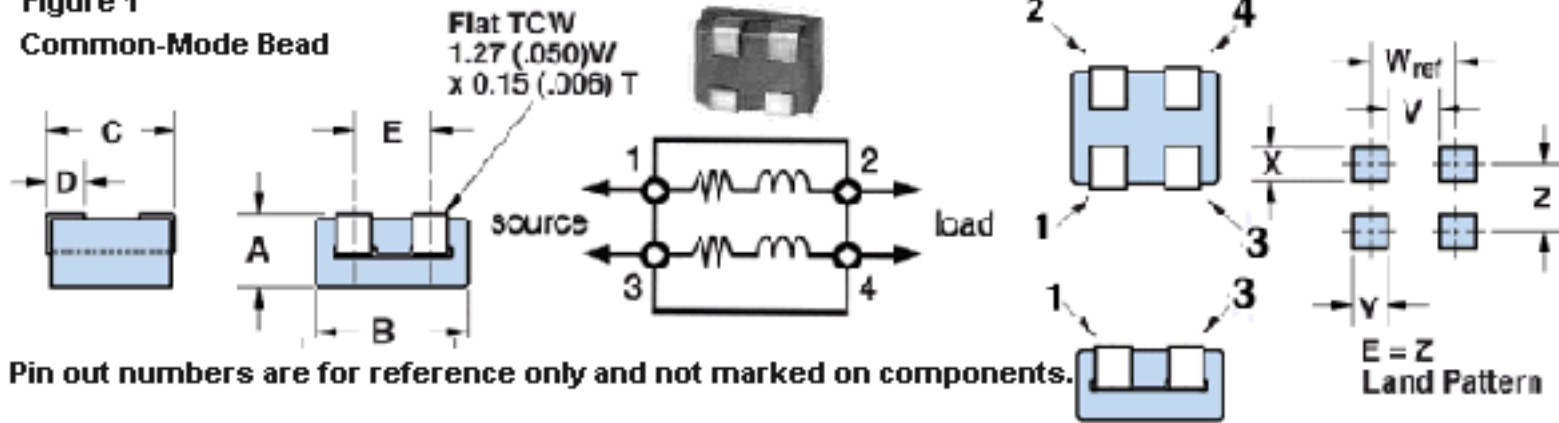 Figure 1
Common-Mode Bead
Flat TCW
1.27 (.050)W
x 0.15 (.006) T
C
D
A
E
B
1
2
source
load
3
4
2
4
1
3
1
3
W ref
V
X
Z
Y
E = Z
Land Pattern
Pin out numbers are for reference only and not marked on components.